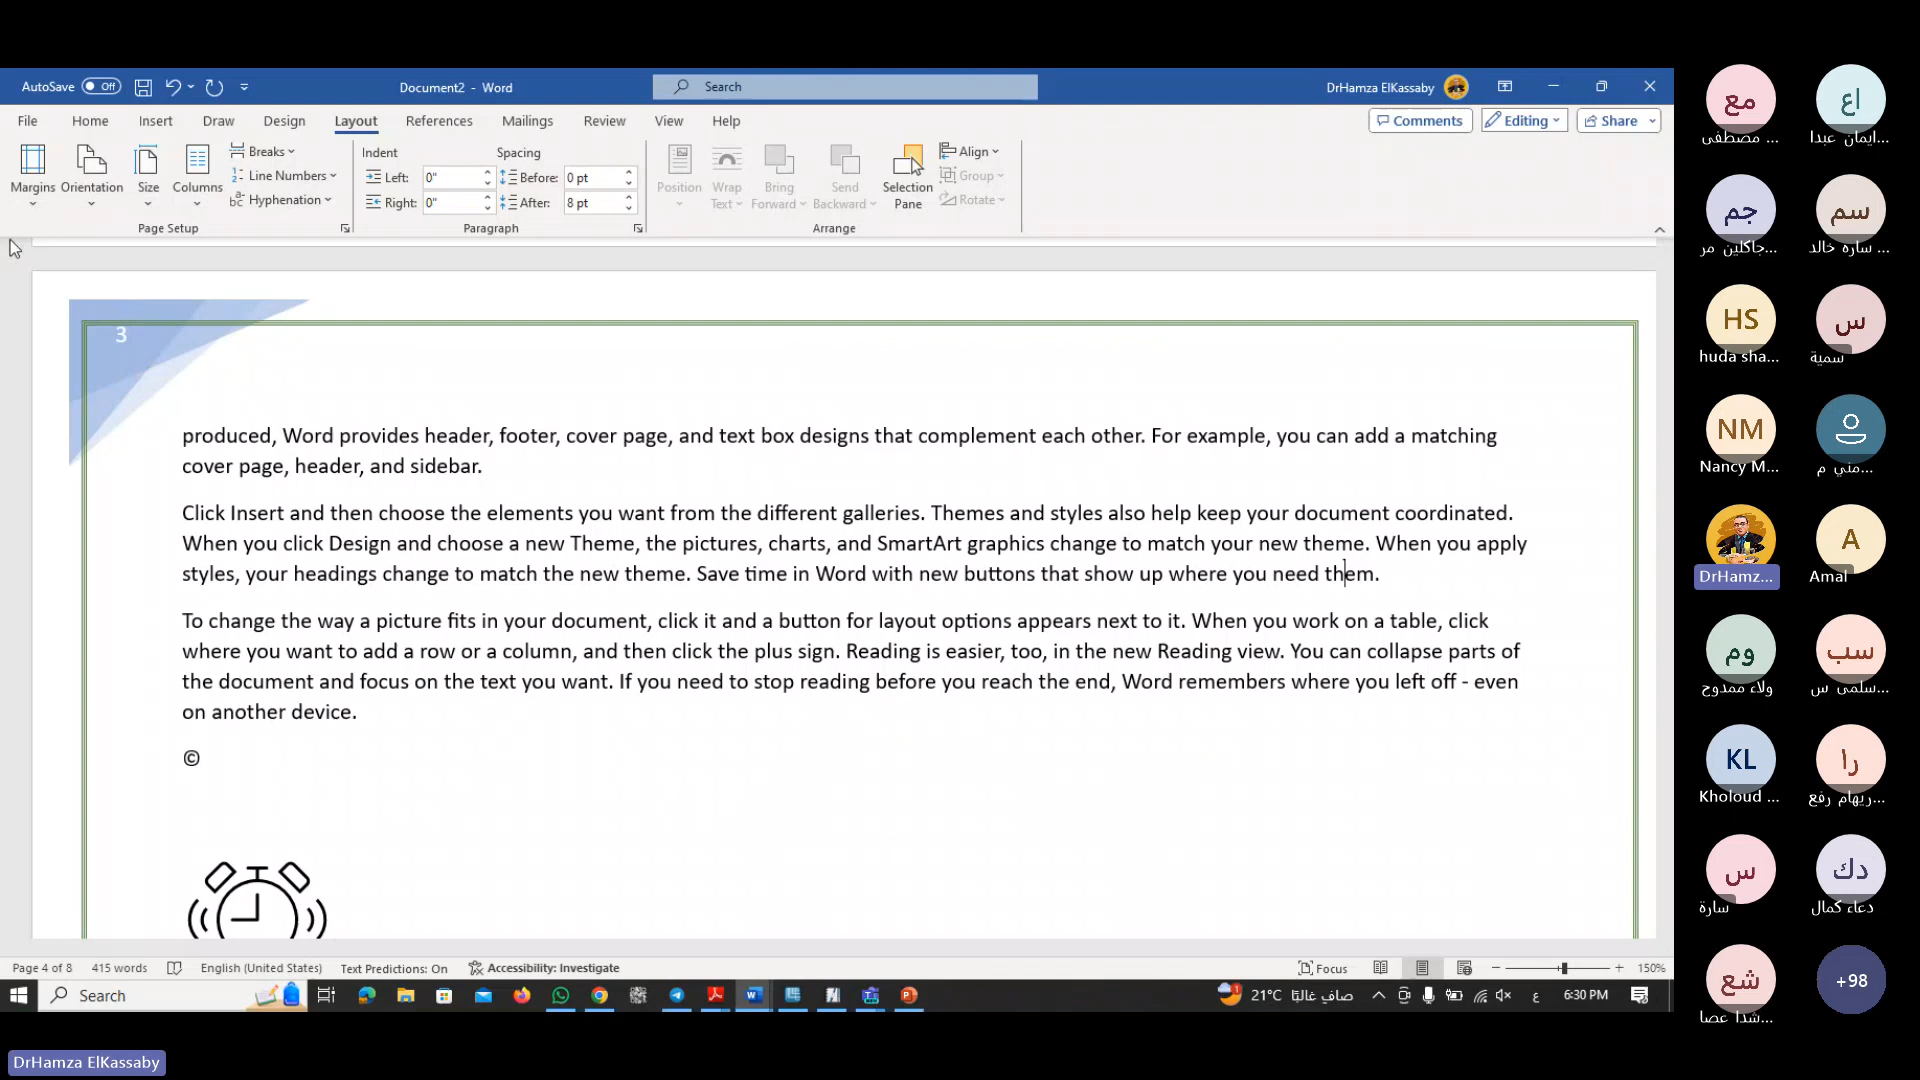 AutoSave Off
Document2 - Word
Search
DrHamza ElKassaby
File Home Insert Draw Design Layout References Mailings Review View Help
Comments Editing Share
Margins Orientation Size Columns
Breaks
Line Numbers
Hyphenation
Page Setup
Indent
Left: 0"
Right: 0"
Spacing
Before: 0 pt
After: 8 pt
Paragraph
Position
Wrap Text
Bring Forward
Send Backward
Selection Pane
Align
Group
Rotate
Arrange
3
produced, Word provides header, footer, cover page, and text box designs that complement each other. For example, you can add a matching
cover page, header, and sidebar.
Click Insert and then choose the elements you want from the different galleries. Themes and styles also help keep your document coordinated.
When you click Design and choose a new Theme, the pictures, charts, and SmartArt graphics change to match your new theme. When you apply
styles, your headings change to match the new theme. Save time in Word with new buttons that show up where you need them.
To change the way a picture fits in your document, click it and a button for layout options appears next to it. When you work on a table, click
where you want to add a row or a column, and then click the plus sign. Reading is easier, too, in the new Reading view. You can collapse parts of
the document and focus on the text you want. If you need to stop reading before you reach the end, Word remembers where you left off - even
on another device.
©
Page 4 of 8 415 words English (United States) Text Predictions: On Accessibility: Investigate Focus 150%
Search
21°C صافٍ غالبًا ع 6:30 PM
DrHamza ElKassaby
مع
مصطفى ...
اع
ايمان عبدا...
جم
جاكلين مر...
سم
ساره خالد ...
HS
huda sha...
س
سمية
NM
Nancy M...
مني م...
DrHamz...
A
Amal
وم
ولاء ممدوح
سب
سلمى س...
KL
Kholoud ...
را
ريهام رفع...
س
سارة
دك
دعاء كمال
شع
شذا عصا...
+98